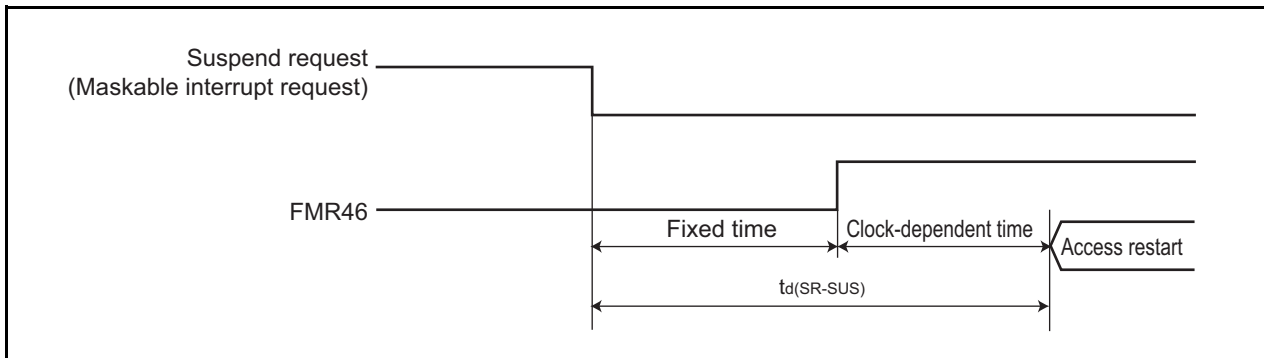 Suspend request
(Maskable interrupt request)
FMR46
Fixed time
Clock-dependent time
Access restart
td(SR-SUS)